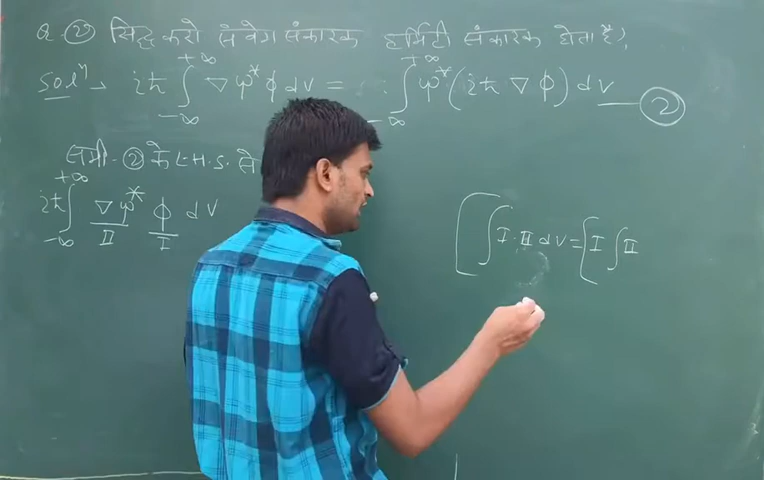 Q. ② सिद्ध करो संवेग संकारक हर्मिटी संकारक होता है।
Solⁿ → iħ ∫_{-∞}^{+∞} ∇ψ* ϕ dV = ∫_{-∞}^{+∞} ψ* (iħ ∇ ϕ) dV — ②
समी. ② के L.H.S. से
iħ ∫_{-∞}^{+∞} ∇ψ* ϕ dV
II I
[ ∫ I · II dV = { I ∫ II